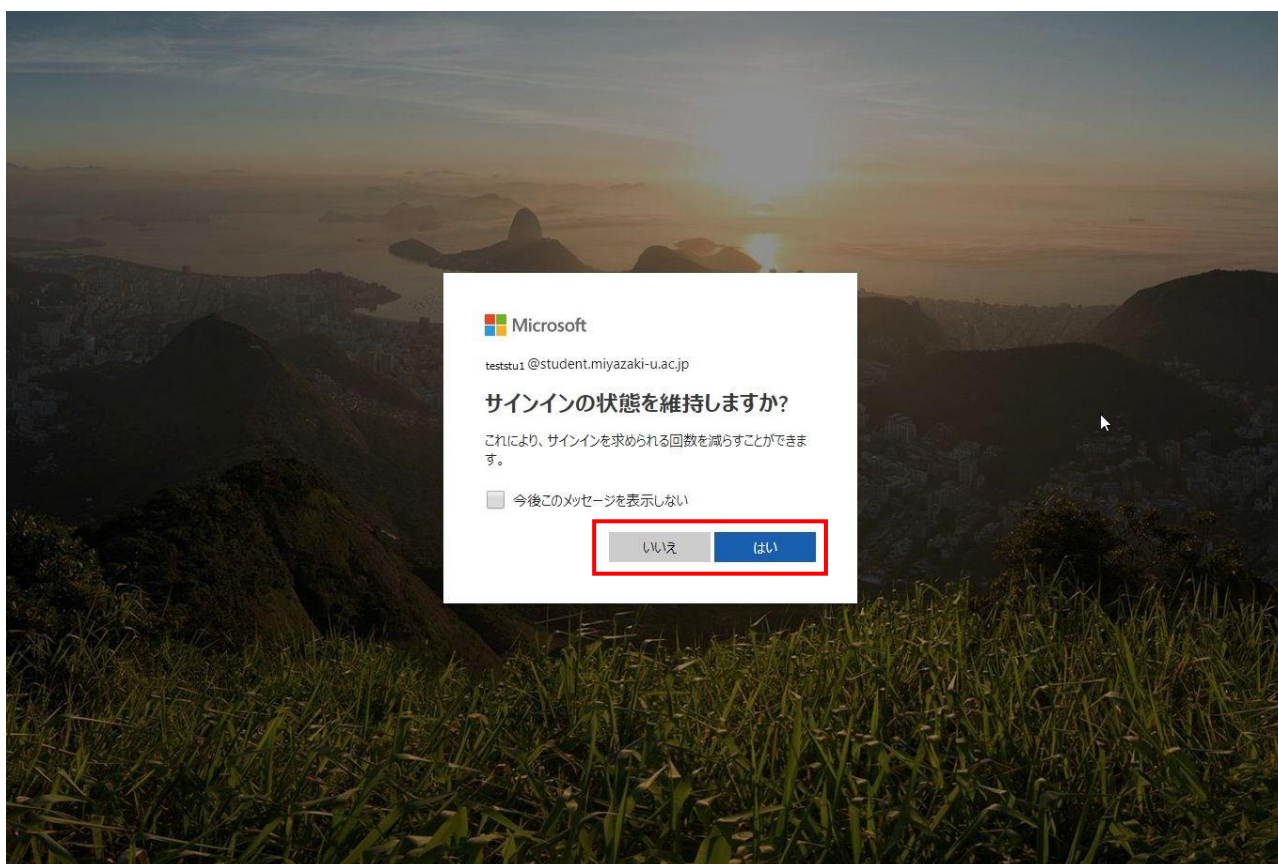 Microsoft
teststu1@student.miyazaki-u.ac.jp
サインインの状態を維持しますか?
これにより、サインインを求められる回数を減らすことができま
す。
今後このメッセージを表示しない
いいえ はい